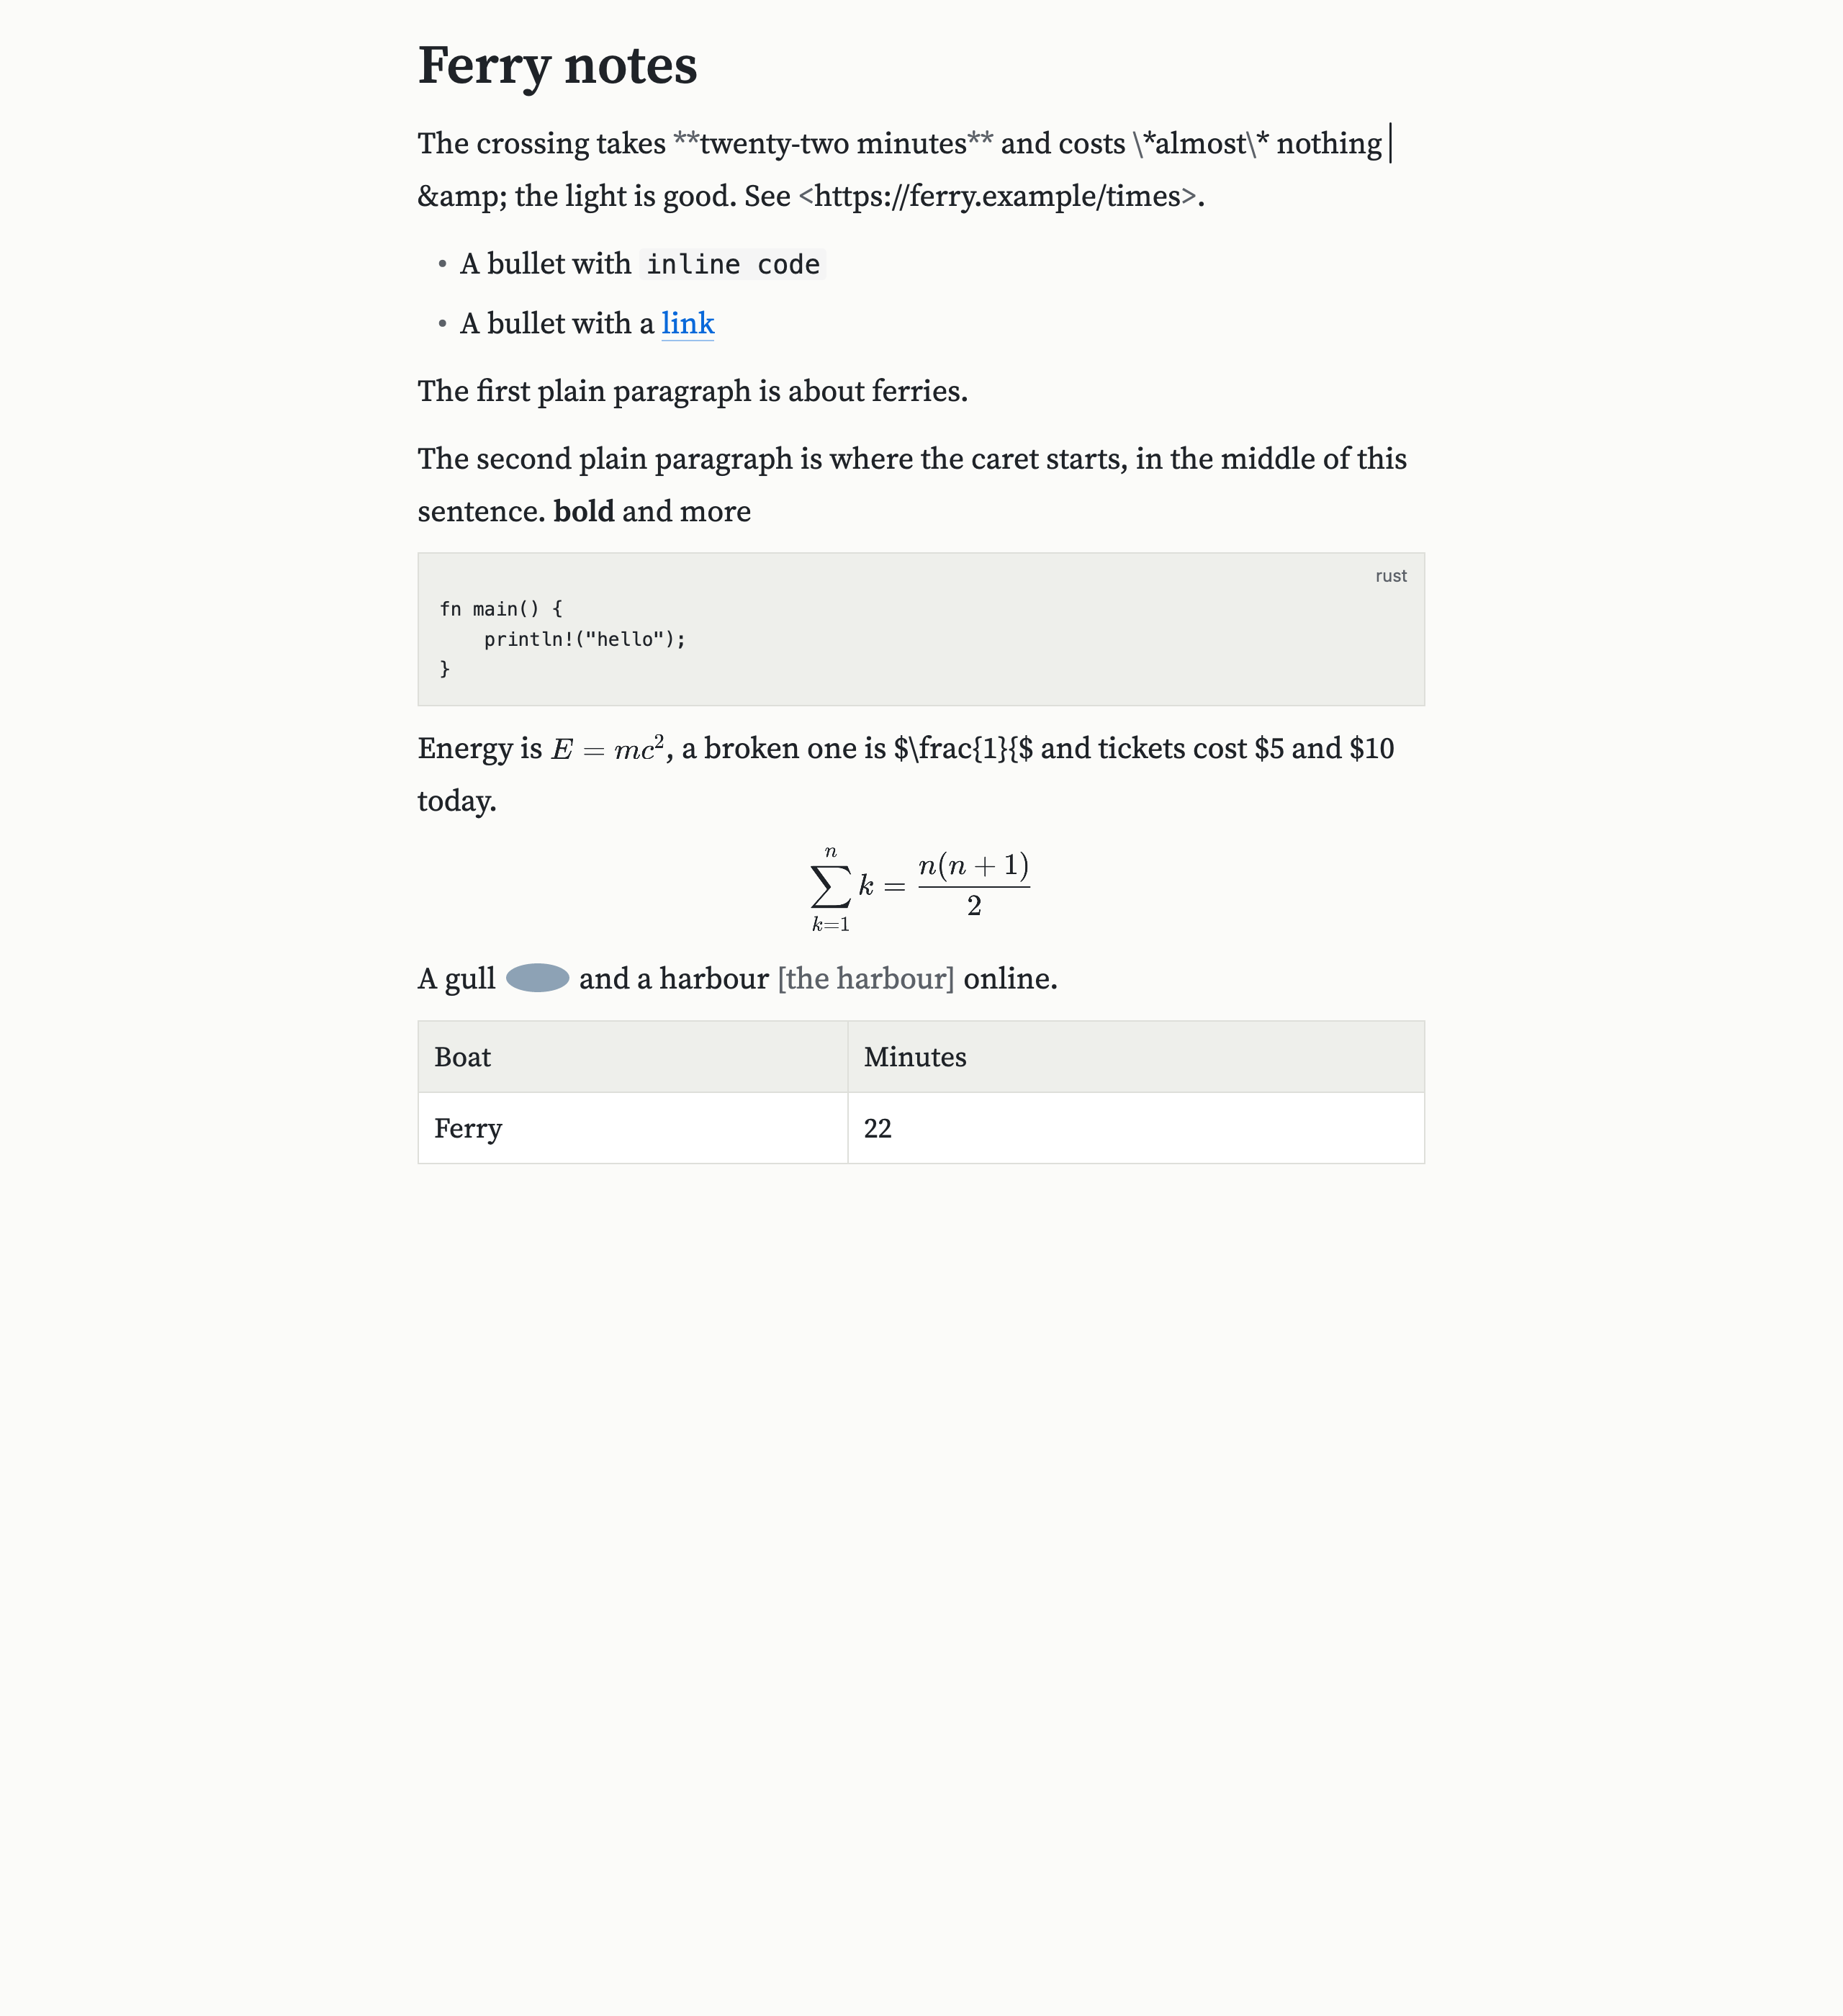 Ferry notes
The crossing takes **twenty-two minutes** and costs \*almost\* nothing
&amp; the light is good. See <https://ferry.example/times>.
• A bullet with inline code
• A bullet with a link
The first plain paragraph is about ferries.
The second plain paragraph is where the caret starts, in the middle of this
sentence. bold and more
rust
fn main() {
    println!("hello");
}
Energy is E = mc², a broken one is $\frac{1}{$ and tickets cost $5 and $10
today.
∑_{k=1}^{n} k = n(n + 1) / 2
A gull and a harbour [the harbour] online.
Boat Minutes
Ferry 22